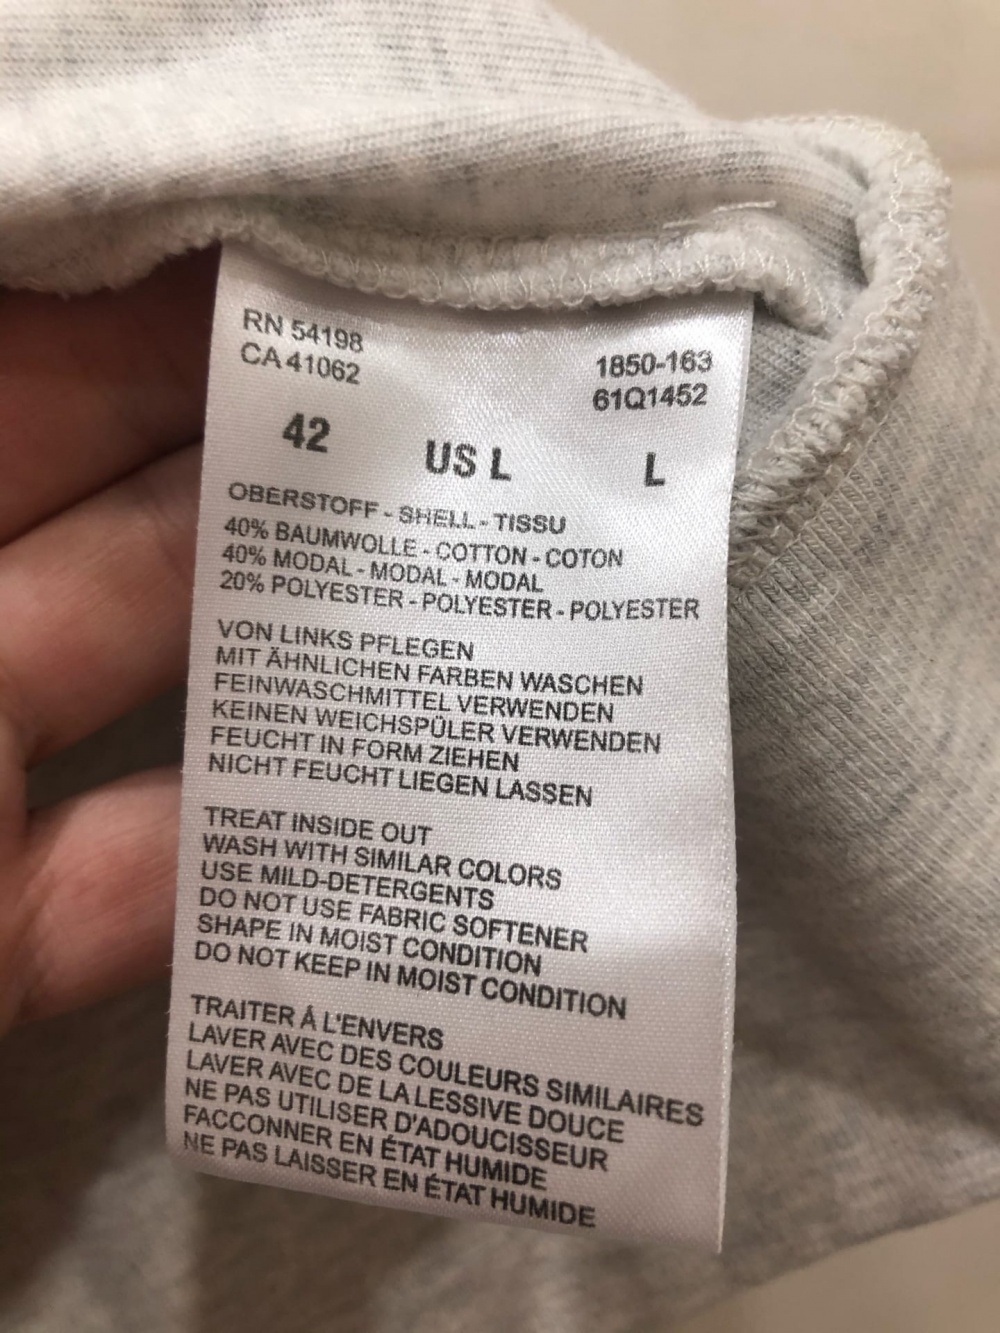 RN 54198
CA 41062
1850-163
61Q1452
42 US L L
OBERSTOFF - SHELL - TISSU
40% BAUMWOLLE - COTTON - COTON
40% MODAL - MODAL - MODAL
20% POLYESTER - POLYESTER - POLYESTER
VON LINKS PFLEGEN
MIT ÄHNLICHEN FARBEN WASCHEN
FEINWASCHMITTEL VERWENDEN
KEINEN WEICHSPÜLER VERWENDEN
FEUCHT IN FORM ZIEHEN
NICHT FEUCHT LIEGEN LASSEN
TREAT INSIDE OUT
WASH WITH SIMILAR COLORS
USE MILD-DETERGENTS
DO NOT USE FABRIC SOFTENER
SHAPE IN MOIST CONDITION
DO NOT KEEP IN MOIST CONDITION
TRAITER Á L'ENVERS
LAVER AVEC DES COULEURS SIMILAIRES
LAVER AVEC DE LA LESSIVE DOUCE
NE PAS UTILISER D'ADOUCISSEUR
FACCONNER EN ÉTAT HUMIDE
NE PAS LAISSER EN ÉTAT HUMIDE